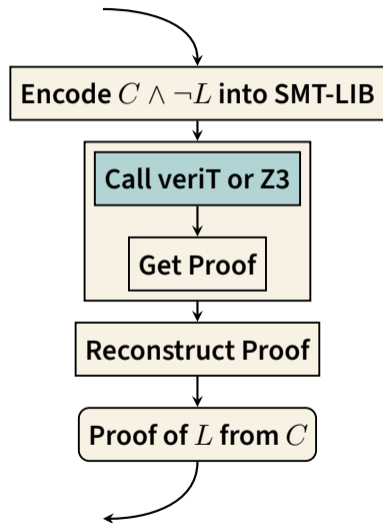 Encode C ∧ ¬L into SMT-LIB
Call veriT or Z3
Get Proof
Reconstruct Proof
Proof of L from C